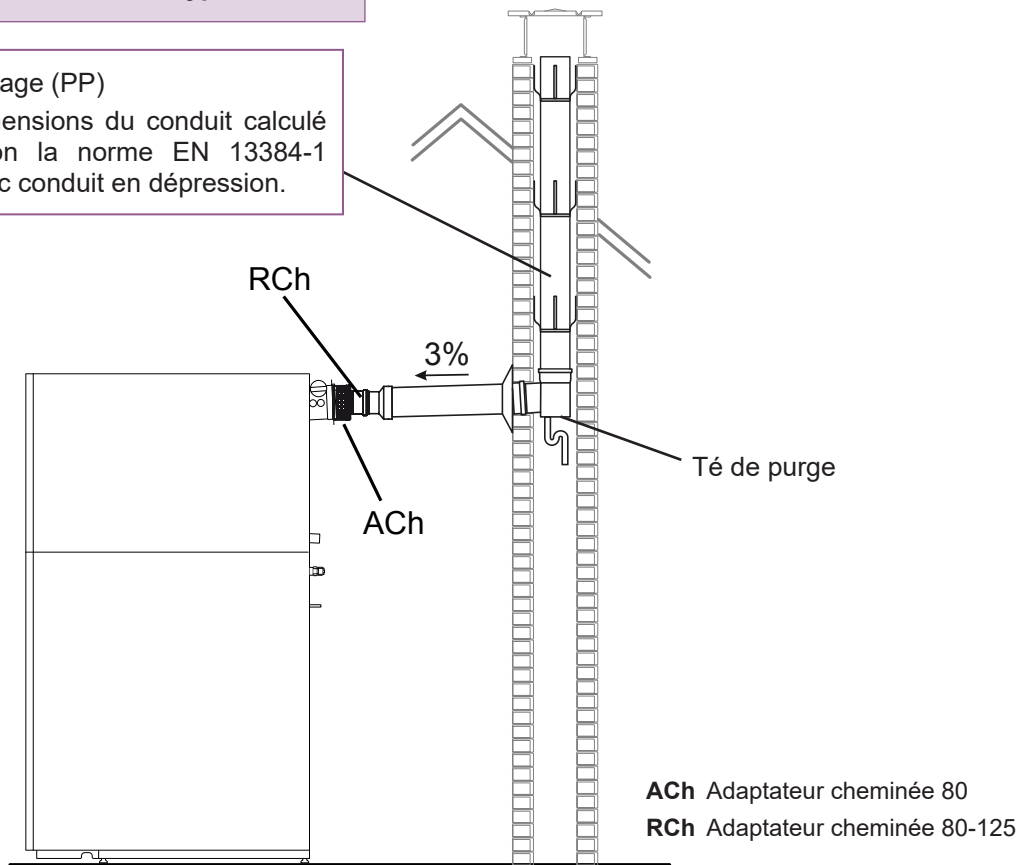 age (PP)
ensions du conduit calculé
on la norme EN 13384-1
c conduit en dépression.
RCh
3%
ACh
Té de purge
ACh Adaptateur cheminée 80
RCh Adaptateur cheminée 80-125